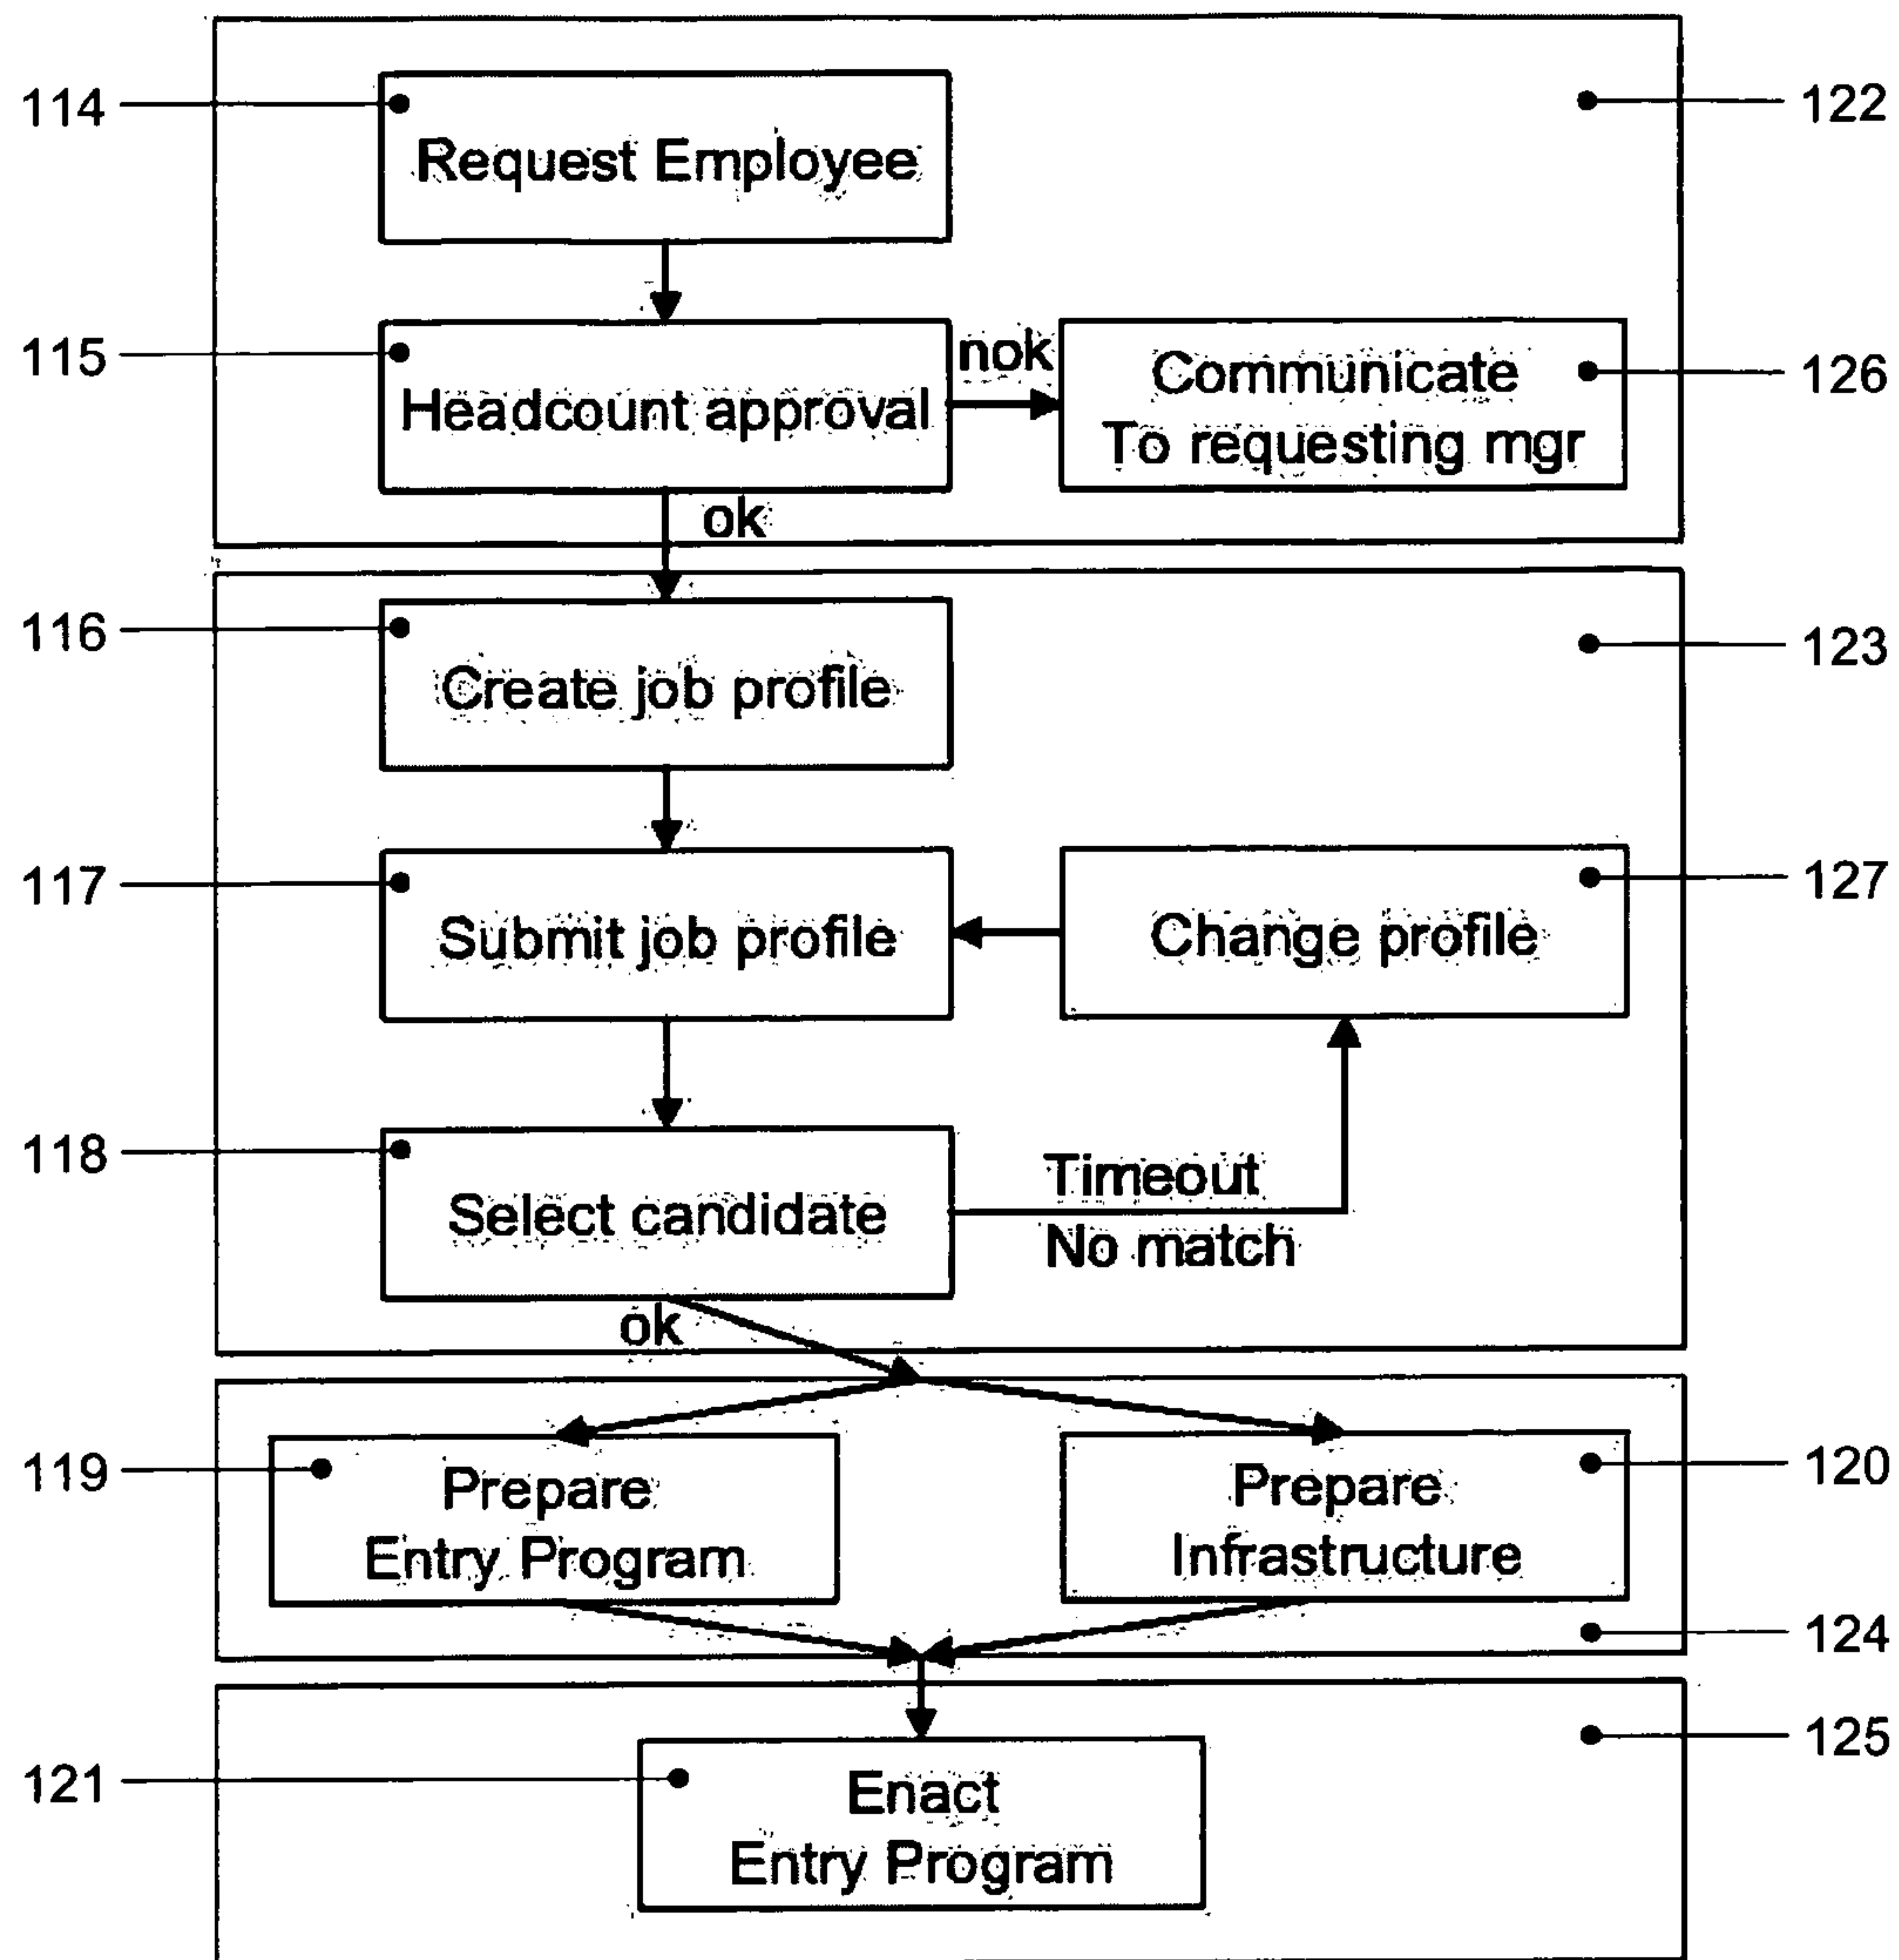 114
122
Request Employee
115
Headcount approval
nok
Communicate
To requesting mgr
126
ok
116
123
Create job profile
117
Submit job profile
Change profile
127
118
Select candidate
Timeout
No match
ok
119
Prepare
Entry Program
Prepare
Infrastructure
120
124
125
121
Enact
Entry Program